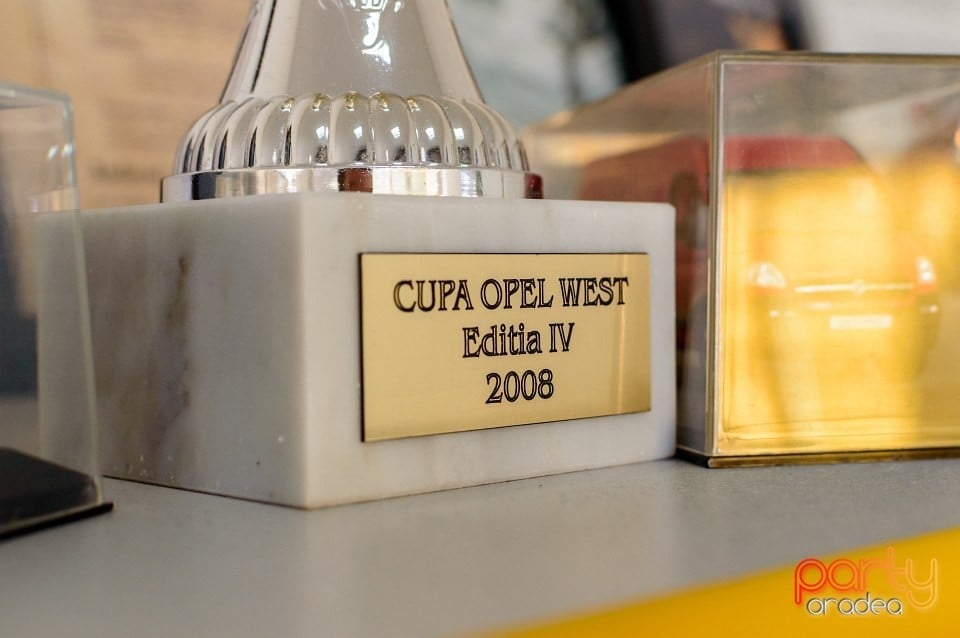 CUPA OPEL WEST
Editia IV
2008
party
oradea